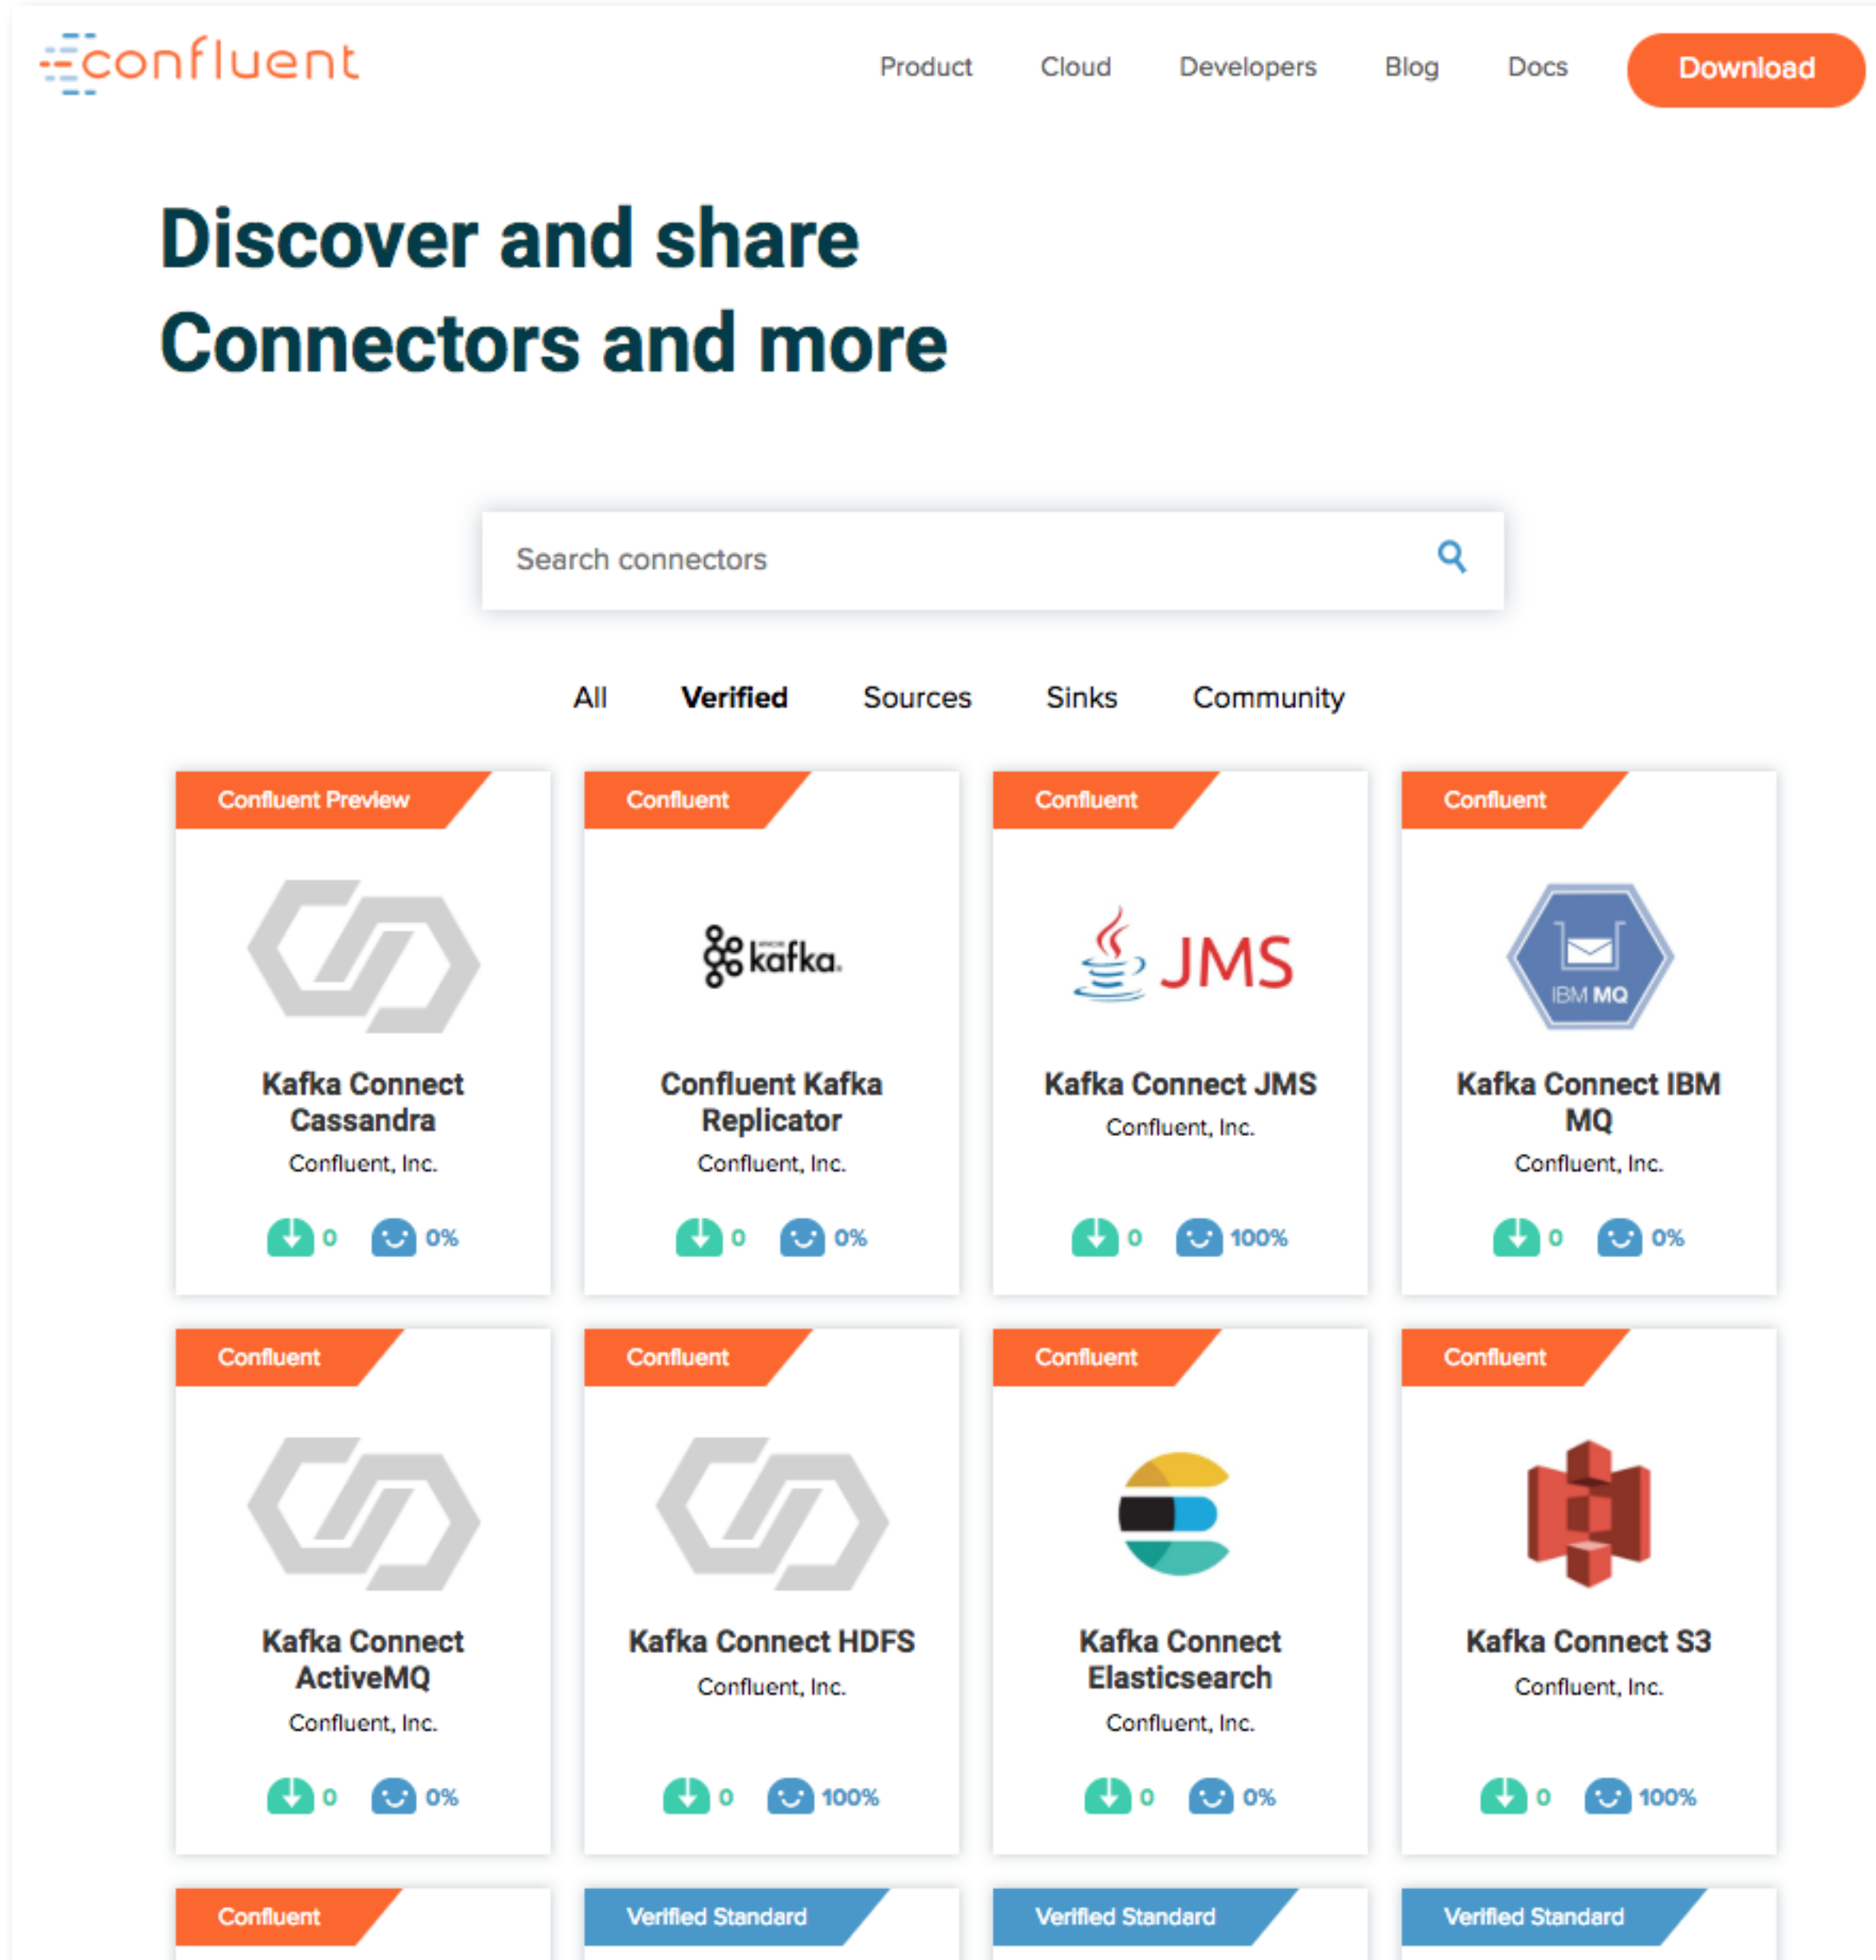 confluent
Product Cloud Developers Blog Docs Download
Discover and share
Connectors and more
Search connectors
All Verified Sources Sinks Community
Confluent Preview
Kafka Connect
Cassandra
Confluent, Inc.
0 0%
Confluent
kafka.
Confluent Kafka
Replicator
Confluent, Inc.
0 0%
Confluent
JMS
Kafka Connect JMS
Confluent, Inc.
0 100%
Confluent
IBM MQ
Kafka Connect IBM
MQ
Confluent, Inc.
0 0%
Confluent
Kafka Connect
ActiveMQ
Confluent, Inc.
0 0%
Confluent
Kafka Connect HDFS
Confluent, Inc.
0 100%
Confluent
Kafka Connect
Elasticsearch
Confluent, Inc.
0 0%
Confluent
Kafka Connect S3
Confluent, Inc.
0 100%
Confluent
Verified Standard
Verified Standard
Verified Standard